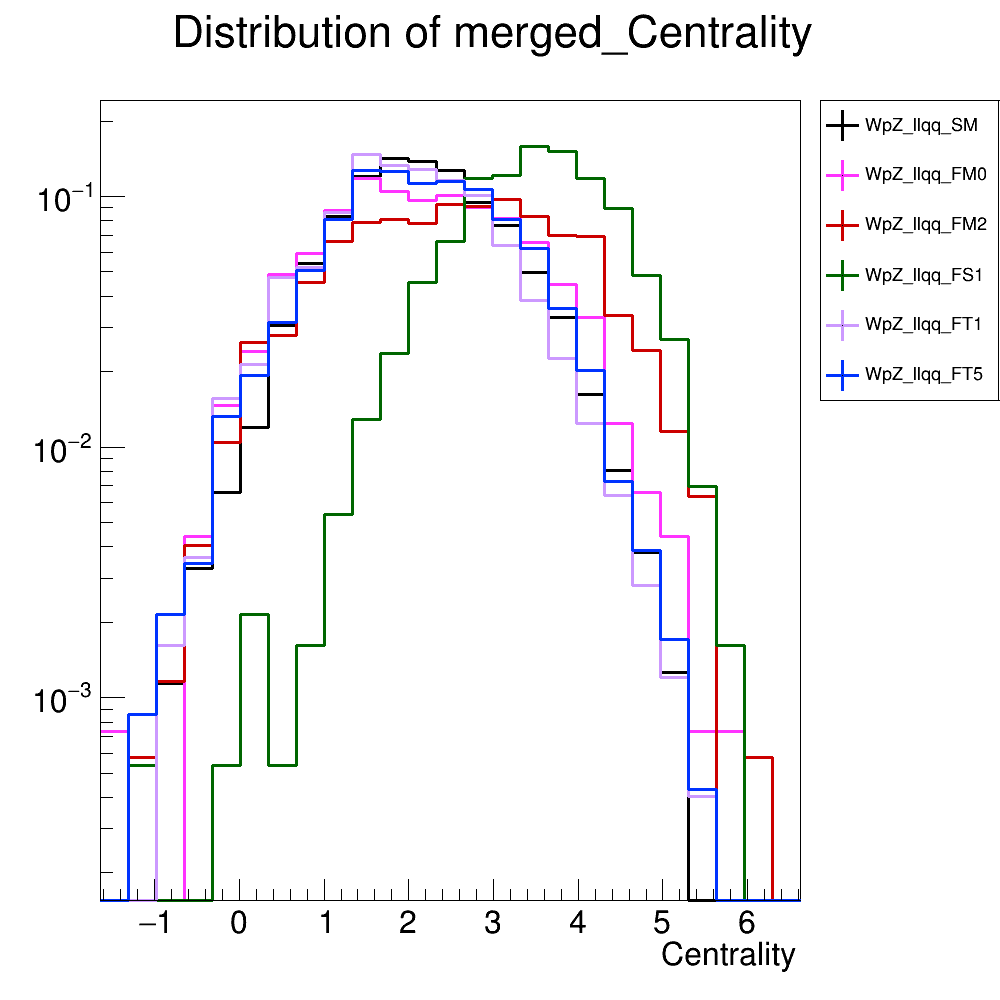 Distribution of merged_Centrality
WpZ_llqq_SM
WpZ_llqq_FM0
WpZ_llqq_FM2
WpZ_llqq_FS1
WpZ_llqq_FT1
WpZ_llqq_FT5
10⁻¹
10⁻²
10⁻³
−1 0 1 2 3 4 5 6
Centrality